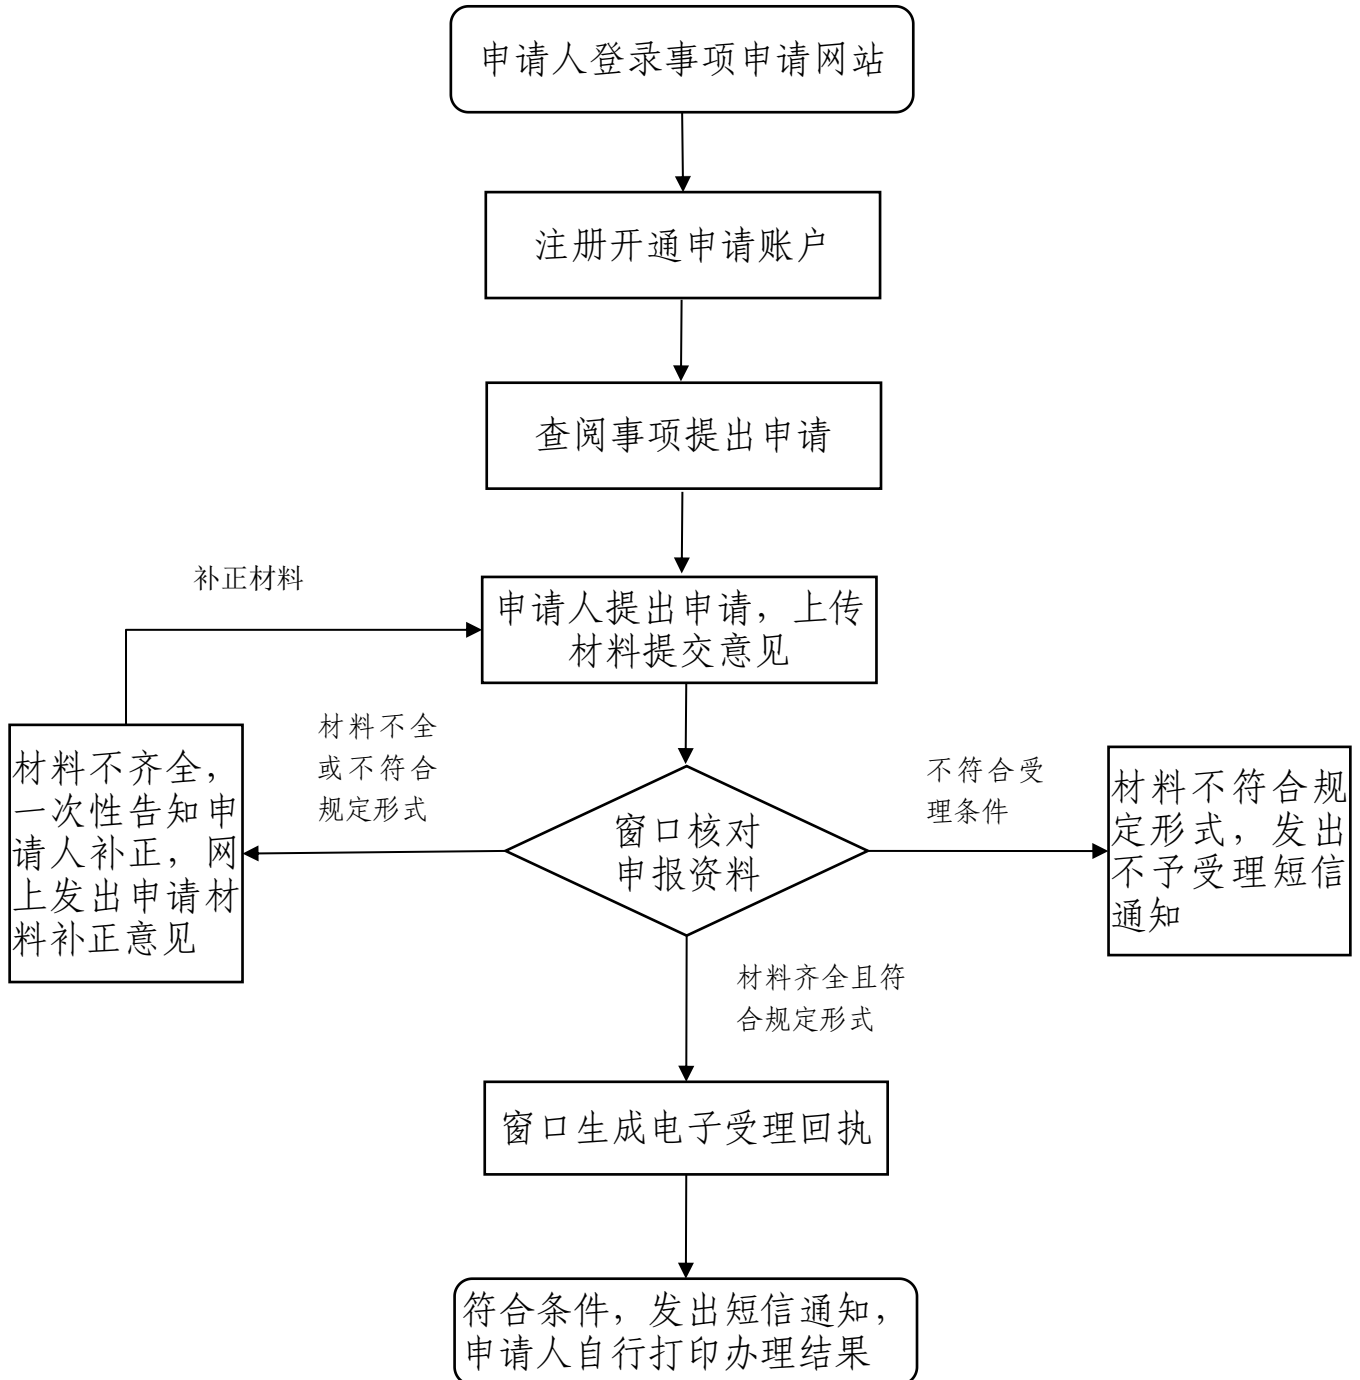 申请人登录事项申请网站
注册开通申请账户
查阅事项提出申请
补正材料
申请人提出申请，上传
材料提交意见
材料不全
或不符合
规定形式
材料不齐全，
一次性告知申
请人补正，网
上发出申请材
料补正意见
窗口核对
申报资料
不符合受
理条件
材料不符合规
定形式，发出
不予受理短信
通知
材料齐全且符
合规定形式
窗口生成电子受理回执
符合条件，发出短信通知，
申请人自行打印办理结果